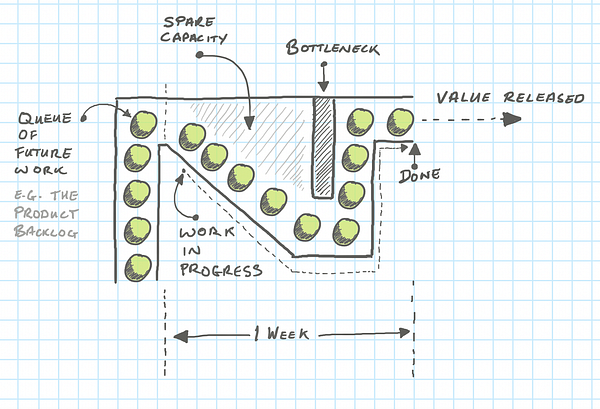 SPARE
CAPACITY
BOTTLENECK
VALUE RELEASED
QUEUE
OF
FUTURE
WORK
E.G. THE
PRODUCT
BACKLOG
DONE
WORK
IN
PROGRESS
1 WEEK